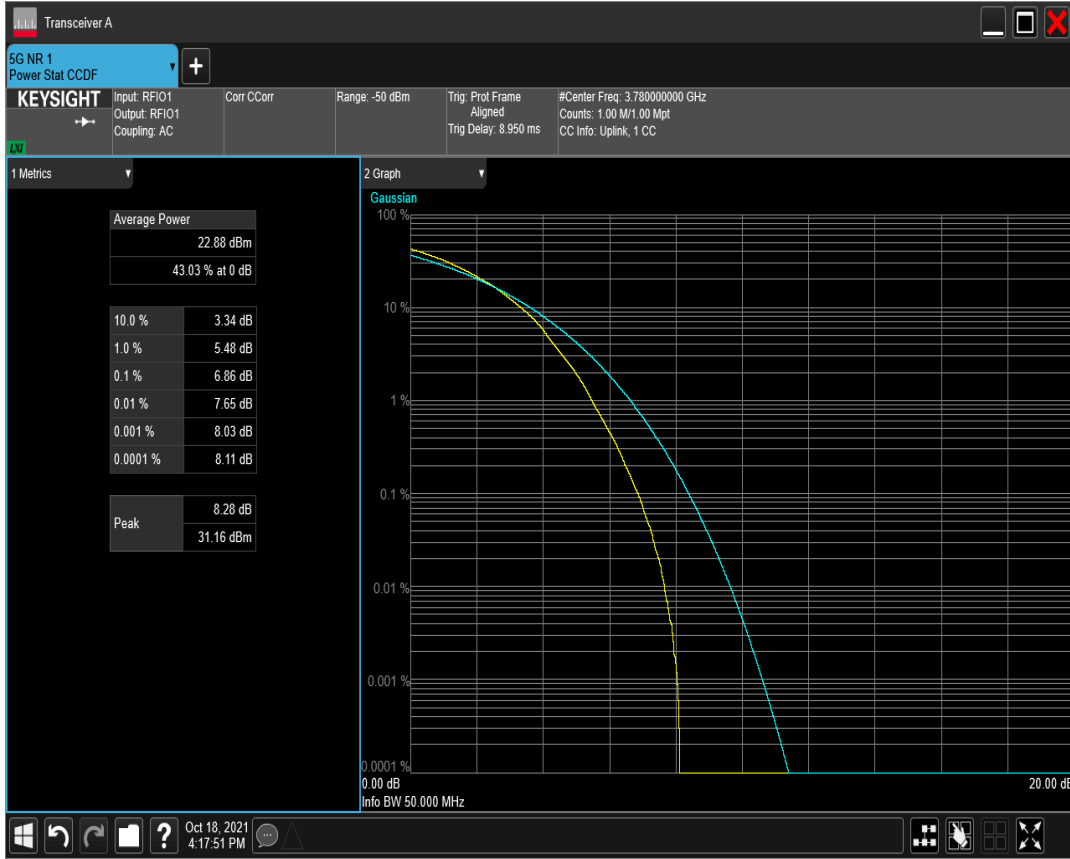 Transceiver A
5G NR 1
Power Stat CCDF
+
KEYSIGHT
LXI
Input: RFIO1
Output: RFIO1
Coupling: AC
Corr CCorr
Range: -50 dBm
Trig: Prot Frame
Aligned
Trig Delay: 8.950 ms
#Center Freq: 3.780000000 GHz
Counts: 1.00 M/1.00 Mpt
CC Info: Uplink, 1 CC
1 Metrics
Average Power
22.88 dBm
43.03 % at 0 dB
10.0 % 3.34 dB
1.0 % 5.48 dB
0.1 % 6.86 dB
0.01 % 7.65 dB
0.001 % 8.03 dB
0.0001 % 8.11 dB
Peak 8.28 dB
31.16 dBm
2 Graph
Gaussian
100 %
10 %
1 %
0.1 %
0.01 %
0.001 %
0.0001 %
0.00 dB 20.00 dB
Info BW 50.000 MHz
?
Oct 18, 2021
4:17:51 PM